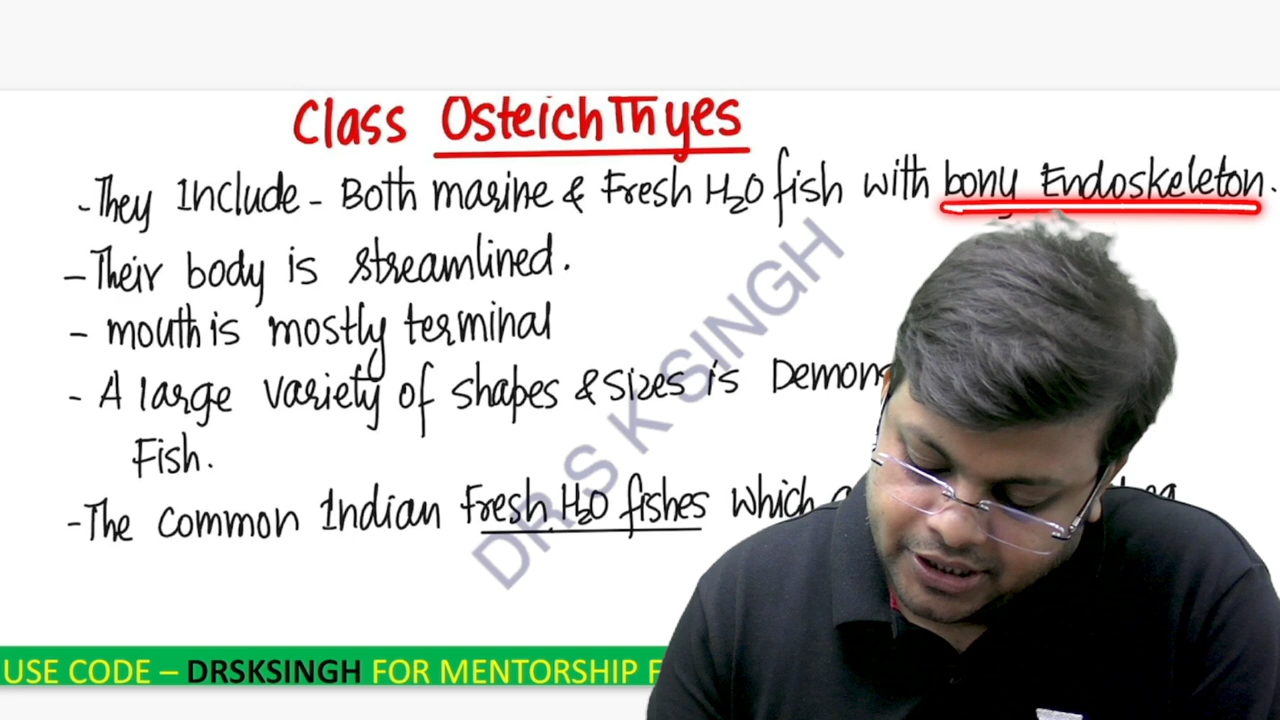 Class Osteichthyes
-They Include - Both marine & Fresh H₂O fish with bony Endoskeleton.
- Their body is streamlined.
- mouth is mostly terminal
- A large variety of shapes & sizes is
Fish.
-The common Indian Fresh H₂O fishes which
DR S K SINGH
USE CODE – DRSKSINGH FOR MENTORSHIP